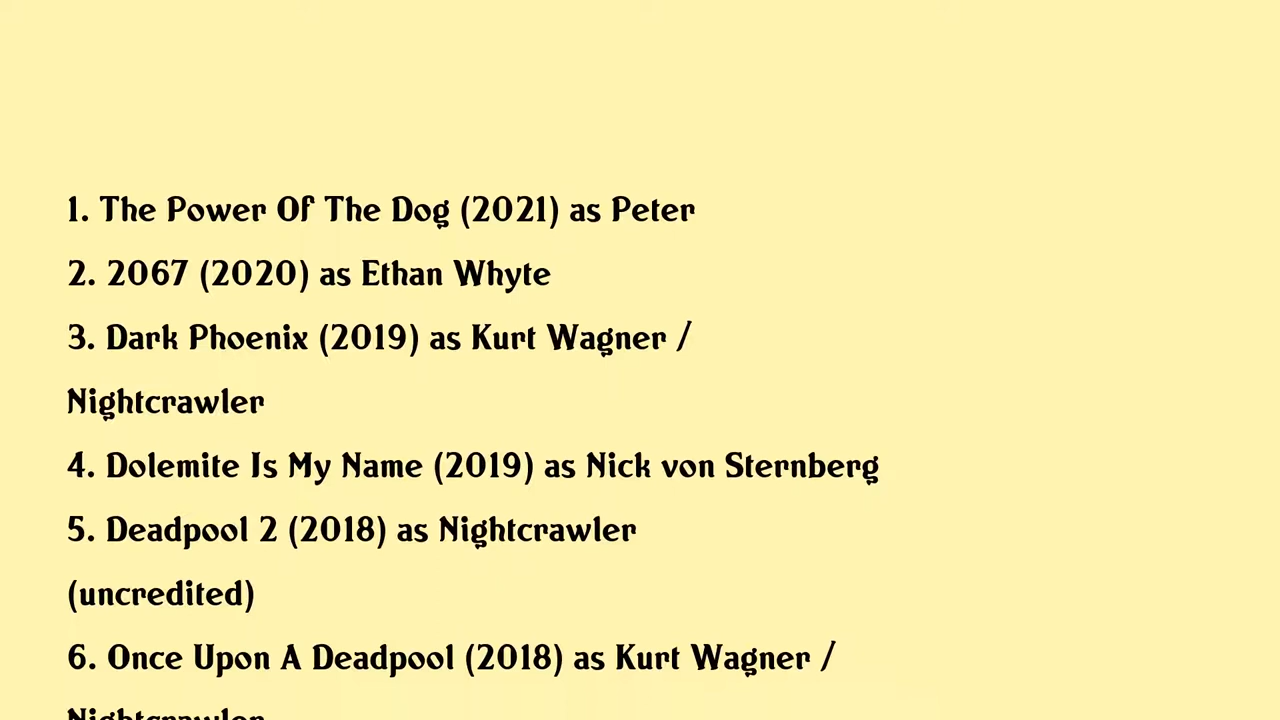 1. The Power Of The Dog (2021) as Peter
2. 2067 (2020) as Ethan Whyte
3. Dark Phoenix (2019) as Kurt Wagner /
Nightcrawler
4. Dolemite Is My Name (2019) as Nick von Sternberg
5. Deadpool 2 (2018) as Nightcrawler
(uncredited)
6. Once Upon A Deadpool (2018) as Kurt Wagner /
Nightcrawler